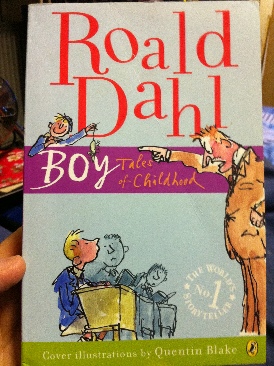 Roald
Dahl
BOY Tales
of Childhood
THE WORLD'S
No 1
STORYTELLER
Cover illustrations by Quentin Blake